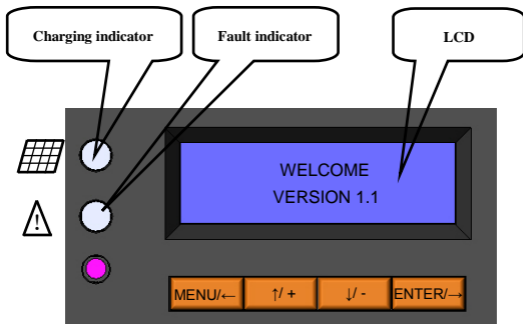 Charging indicator
Fault indicator
LCD
WELCOME
VERSION 1.1
!
MENU/←
↑/ +
↓/ -
ENTER/→